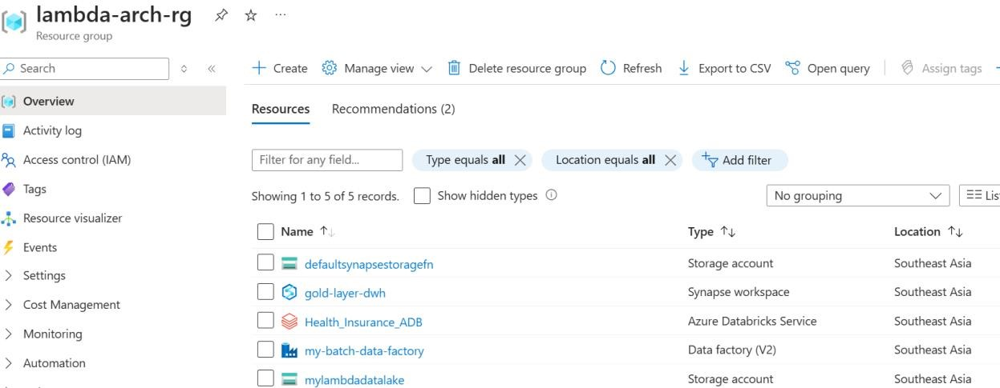 lambda-arch-rg
Resource group
Search
Overview
Activity log
Access control (IAM)
Tags
Resource visualizer
Events
Settings
Cost Management
Monitoring
Automation
Create Manage view Delete resource group Refresh Export to CSV Open query Assign tags
Resources Recommendations (2)
Filter for any field... Type equals all Location equals all Add filter
Showing 1 to 5 of 5 records. Show hidden types No grouping
Name Type Location
defaultsynapsestoragefn Storage account Southeast Asia
gold-layer-dwh Synapse workspace Southeast Asia
Health_Insurance_ADB Azure Databricks Service Southeast Asia
my-batch-data-factory Data factory (V2) Southeast Asia
mylambdadatalake Storage account Southeast Asia